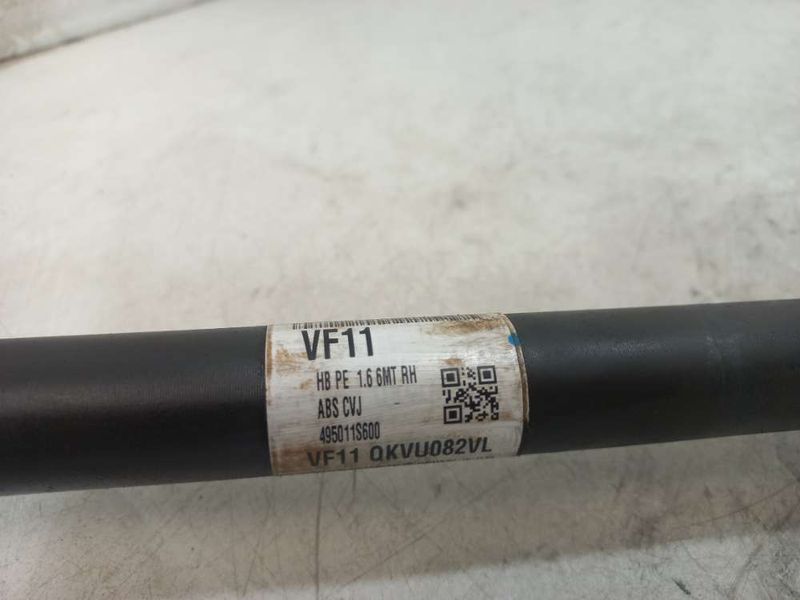 VF11
HB PE 1.6 6MT RH
ABS CVJ
495011S600
VF11 QKVU082VL